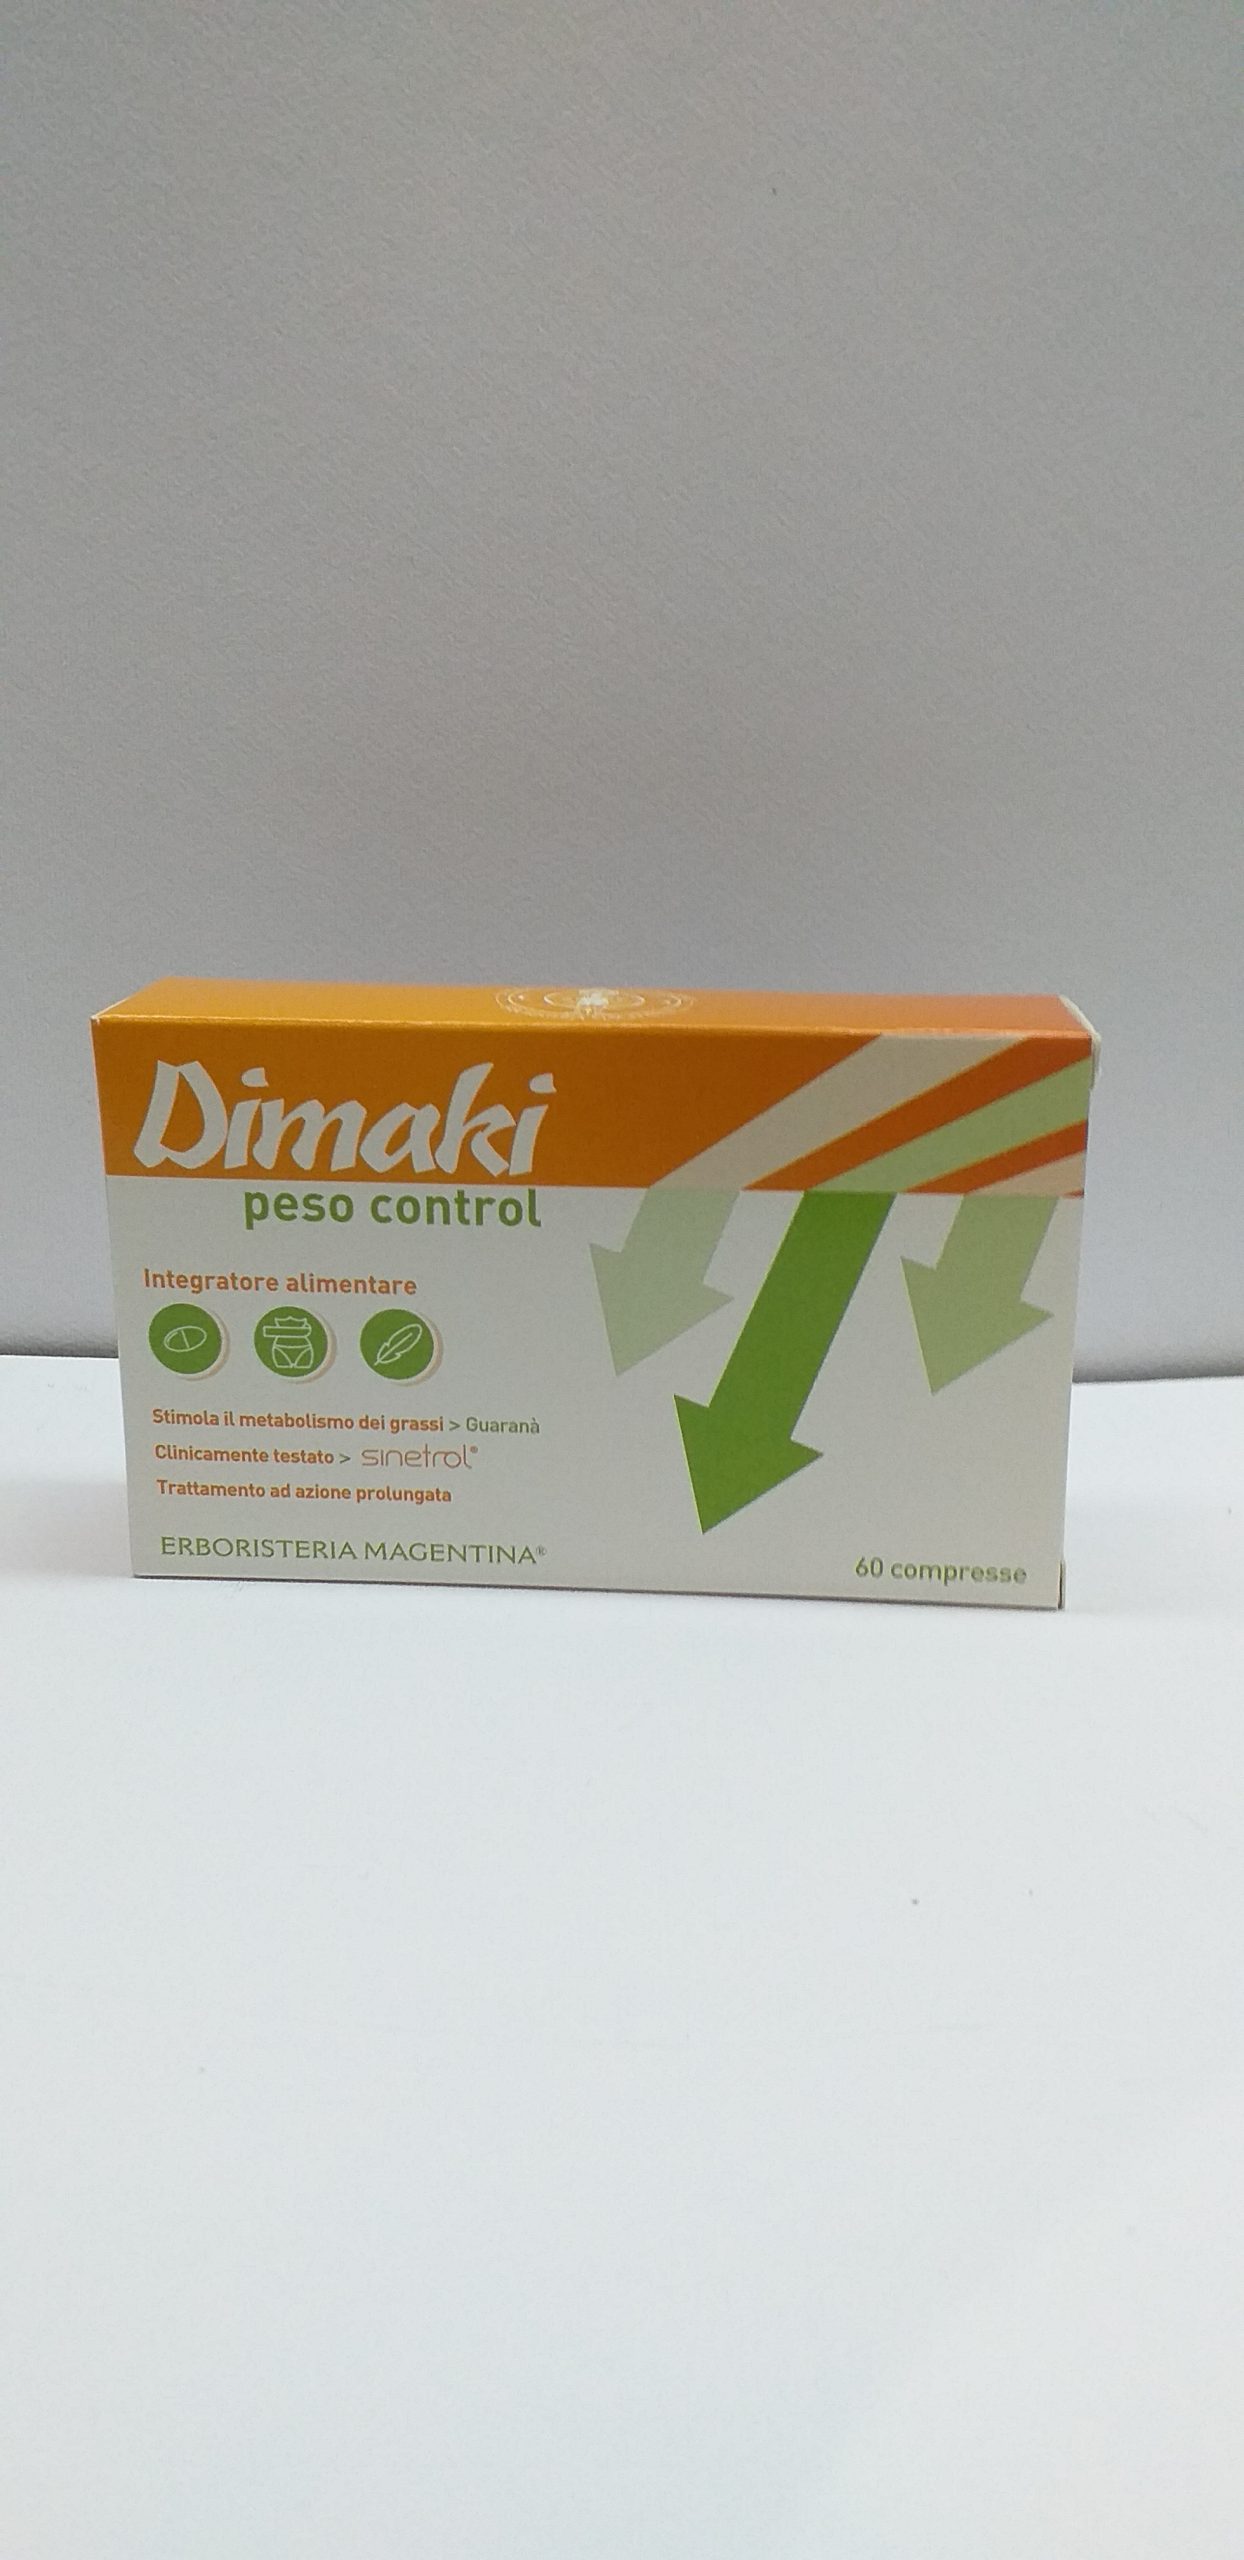 Dimaki
peso control
Integratore alimentare
Stimola il metabolismo dei grassi > Guaranà
Clinicamente testato > sinetrol®
Trattamento ad azione prolungata
ERBORISTERIA MAGENTINA®
60 compresse